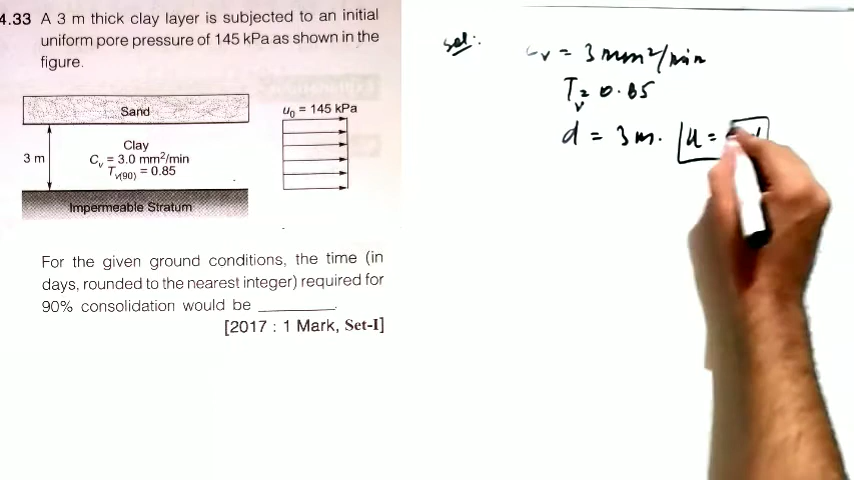 4.33 A 3 m thick clay layer is subjected to an initial
uniform pore pressure of 145 kPa as shown in the
figure.
Sand
u₀ = 145 kPa
Clay
3 m
Cᵥ = 3.0 mm²/min
Tᵥ₍₉₀₎ = 0.85
Impermeable Stratum
For the given ground conditions, the time (in
days, rounded to the nearest integer) required for
90% consolidation would be ________.
[2017 : 1 Mark, Set-I]
Sol:
Cᵥ = 3 mm²/min
Tᵥ = 0.85
d = 3 m. u =